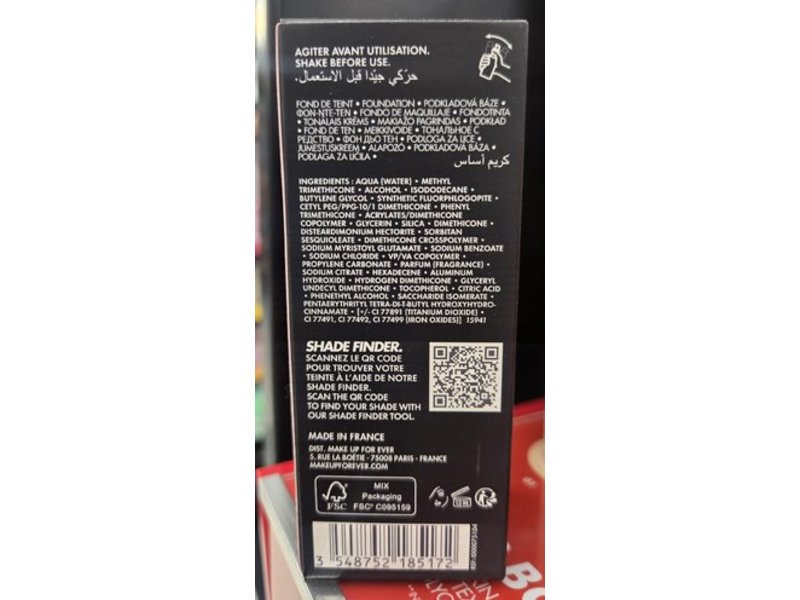 AGITER AVANT UTILISATION.
SHAKE BEFORE USE.
حرّكي جيّدا قبل الاستعمال.
FOND DE TEINT • FOUNDATION • PODKLADOVÁ BÁZE •
ФОН-ТЕ-ТЕН • FONDO DE MAQUILLAJE • FONDOTINTA
• TONĀLAIS KRĒMS • MAKIAŽO PAGRINDAS • PODKŁAD
• FOND DE TEN • MEIKKIVOIDE • ТОНАЛЬНОЕ С
РЕДСТВО • ФОН ДЬО ТЕН • PODLOGA ZA LICE •
JUMESTUSKREEM • ALAPOZÓ • PODKLADOVÁ BÁZA •
PODLAGA ZA LIČILA •
كريم أساس
INGREDIENTS : AQUA (WATER) • METHYL
TRIMETHICONE • ALCOHOL • ISODODECANE •
BUTYLENE GLYCOL • SYNTHETIC FLUORPHLOGOPITE •
CETYL PEG/PPG-10/1 DIMETHICONE • PHENYL
TRIMETHICONE • ACRYLATES/DIMETHICONE
COPOLYMER • GLYCERIN • SILICA • DIMETHICONE •
DISTEARDIMONIUM HECTORITE • SORBITAN
SESQUIOLEATE • DIMETHICONE CROSSPOLYMER •
SODIUM MYRISTOYL GLUTAMATE • SODIUM BENZOATE
• SODIUM CHLORIDE • VP/VA COPOLYMER •
PROPYLENE CARBONATE • PARFUM (FRAGRANCE) •
SODIUM CITRATE • HEXADECENE • ALUMINUM
HYDROXIDE • HYDROGEN DIMETHICONE • GLYCERYL
UNDECYL DIMETHICONE • TOCOPHEROL • CITRIC ACID
• PHENETHYL ALCOHOL • SACCHARIDE ISOMERATE •
PENTAERYTHRITYL TETRA-DI-T-BUTYL HYDROXYHYDRO-
CINNAMATE • [+/- CI 77891 (TITANIUM DIOXIDE) •
CI 77491, CI 77492, CI 77499 (IRON OXIDES)] 15941
SHADE FINDER.
SCANNEZ LE QR CODE
POUR TROUVER VOTRE
TEINTE À L'AIDE DE NOTRE
SHADE FINDER.
SCAN THE QR CODE
TO FIND YOUR SHADE WITH
OUR SHADE FINDER TOOL.
MADE IN FRANCE
DIST. MAKE UP FOR EVER
5, RUE LA BOÉTIE - 75008 PARIS - FRANCE
MAKEUPFOREVER.COM
FSC
MIX
Packaging
FSC® C095159
12 M
3 548752 185172
REF: I000075104
BO